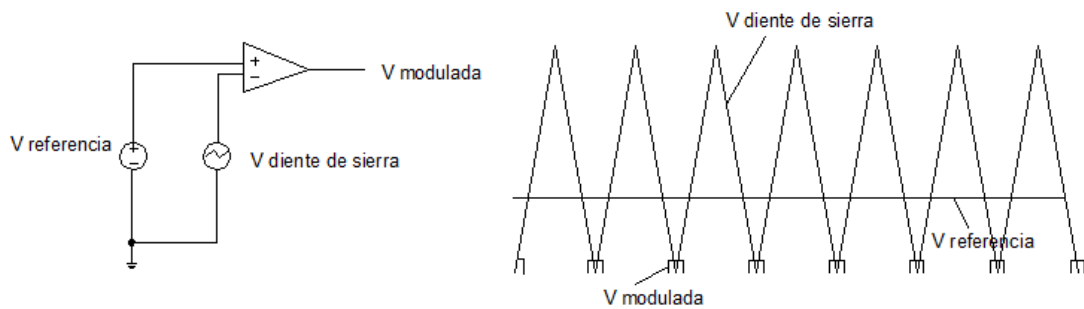 V referencia
+
−
+
−
V diente de sierra
V modulada
V diente de sierra
V referencia
V modulada